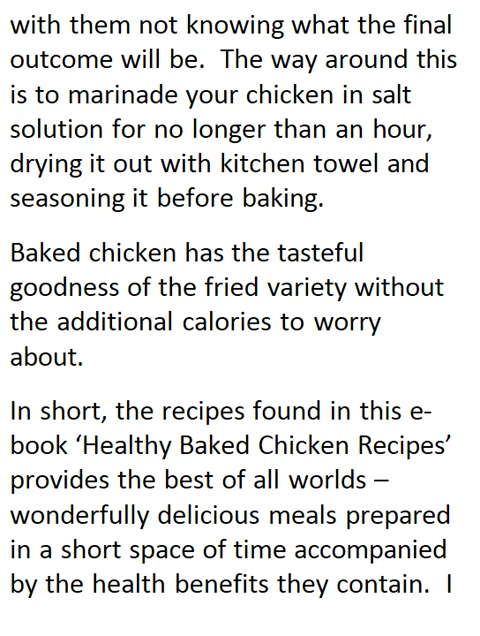 with them not knowing what the final
outcome will be.  The way around this
is to marinade your chicken in salt
solution for no longer than an hour,
drying it out with kitchen towel and
seasoning it before baking.
Baked chicken has the tasteful
goodness of the fried variety without
the additional calories to worry
about.
In short, the recipes found in this e-
book ‘Healthy Baked Chicken Recipes’
provides the best of all worlds –
wonderfully delicious meals prepared
in a short space of time accompanied
by the health benefits they contain.  I